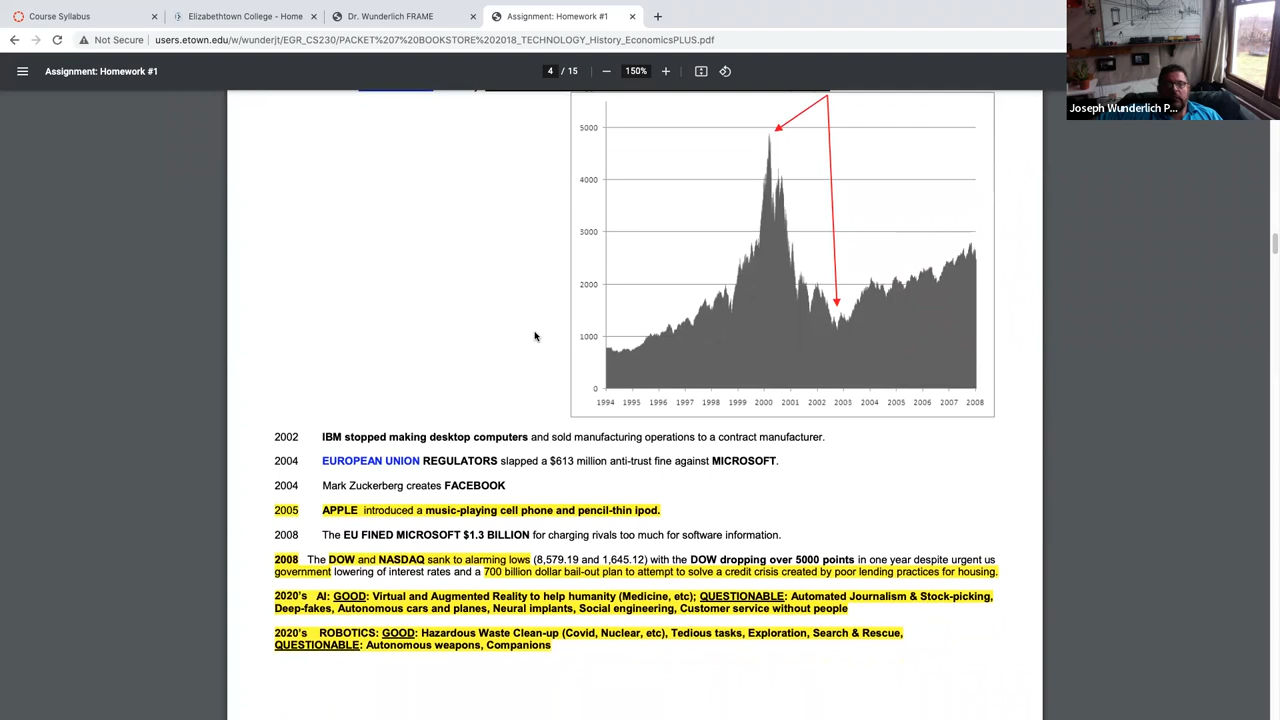 Course Syllabus
Elizabethtown College - Home
Dr. Wunderlich FRAME
Assignment: Homework #1
Not Secure
users.etown.edu/w/wunderjt/EGR_CS230/PACKET%207%20BOOKSTORE%202018_TECHNOLOGY_History_EconomicsPLUS.pdf
Assignment: Homework #1
4 / 15
150%
Joseph Wunderlich P...
5000
4000
3000
2000
1000
0
1994 1995 1996 1997 1998 1999 2000 2001 2002 2003 2004 2005 2006 2007 2008
2002 IBM stopped making desktop computers and sold manufacturing operations to a contract manufacturer.
2004 EUROPEAN UNION REGULATORS slapped a $613 million anti-trust fine against MICROSOFT.
2004 Mark Zuckerberg creates FACEBOOK
2005 APPLE introduced a music-playing cell phone and pencil-thin ipod.
2008 The EU FINED MICROSOFT $1.3 BILLION for charging rivals too much for software information.
2008 The DOW and NASDAQ sank to alarming lows (8,579.19 and 1,645.12) with the DOW dropping over 5000 points in one year despite urgent us
government lowering of interest rates and a 700 billion dollar bail-out plan to attempt to solve a credit crisis created by poor lending practices for housing.
2020's AI: GOOD: Virtual and Augmented Reality to help humanity (Medicine, etc); QUESTIONABLE: Automated Journalism & Stock-picking,
Deep-fakes, Autonomous cars and planes, Neural implants, Social engineering, Customer service without people
2020's ROBOTICS: GOOD: Hazardous Waste Clean-up (Covid, Nuclear, etc), Tedious tasks, Exploration, Search & Rescue,
QUESTIONABLE: Autonomous weapons, Companions